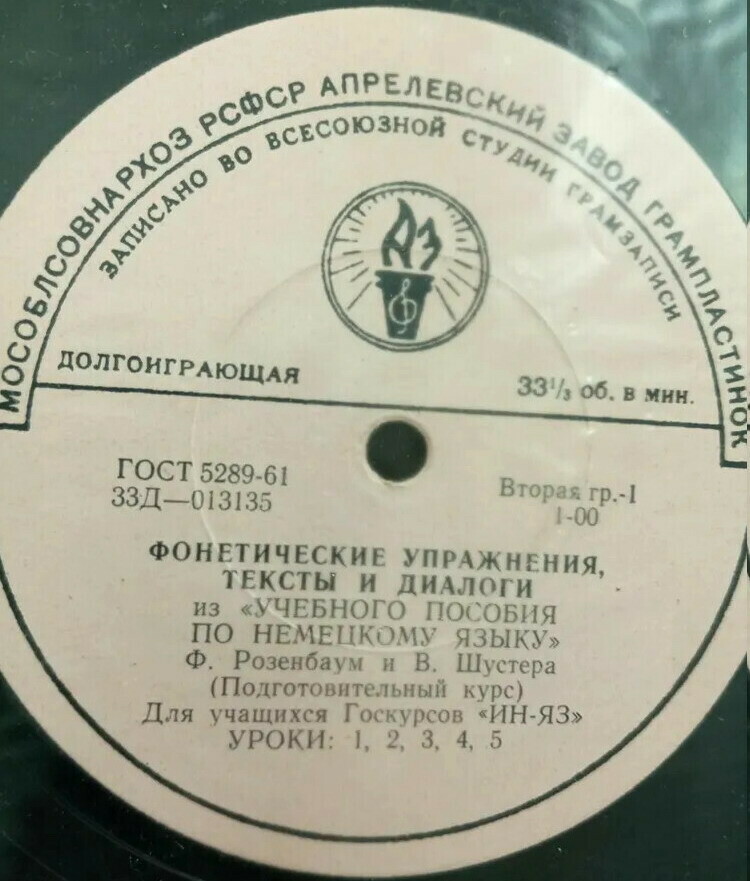 МОСОБЛСОВНАРХОЗ РСФСР АПРЕЛЕВСКИЙ ЗАВОД ГРАМПЛАСТИНОК
ЗАПИСАНО ВО ВСЕСОЮЗНОЙ СТУДИИ ГРАМЗАПИСИ
АЗ
ДОЛГОИГРАЮЩАЯ
33⅓ об. в мин.
ГОСТ 5289-61
33Д—013135
Вторая гр.-1
1-00
ФОНЕТИЧЕСКИЕ УПРАЖНЕНИЯ,
ТЕКСТЫ И ДИАЛОГИ
из «УЧЕБНОГО ПОСОБИЯ
ПО НЕМЕЦКОМУ ЯЗЫКУ»
Ф. Розенбаум и В. Шустера
(Подготовительный курс)
Для учащихся Госкурсов «ИН-ЯЗ»
УРОКИ: 1, 2, 3, 4, 5